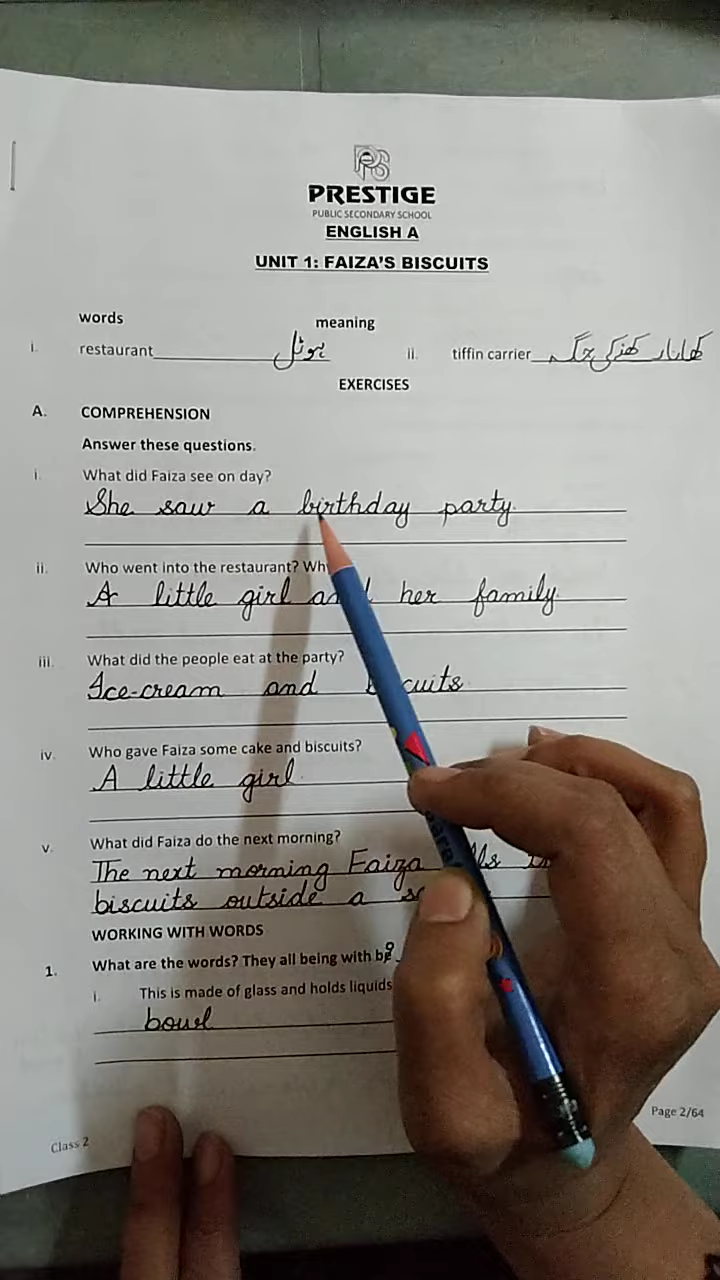 PRESTIGE
PUBLIC SECONDARY SCHOOL
ENGLISH A
UNIT 1: FAIZA'S BISCUITS
words meaning
i. restaurant ہوٹل ii. tiffin carrier
EXERCISES
A. COMPREHENSION
Answer these questions.
i. What did Faiza see on day?
She saw a birthday party.
ii. Who went into the restaurant?
A little girl and her family.
iii. What did the people eat at the party?
Ice-cream and
iv. Who gave Faiza some cake and biscuits?
A little girl.
v. What did Faiza do the next morning?
The next morning Faiza
biscuits outside a
WORKING WITH WORDS
1. What are the words? They all being with
i. This is made of glass and holds liquids
bowl
Class 2
Page 2/64